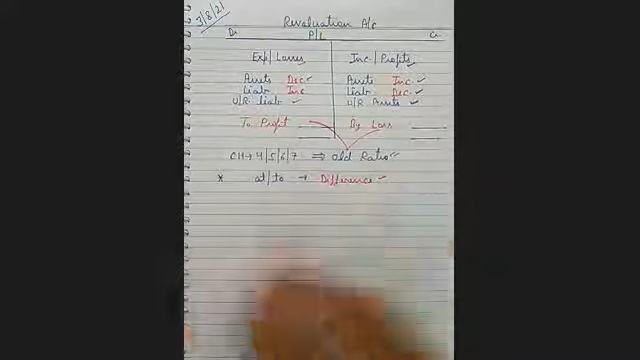 3/8/21
Revaluation A/c
Dr P/L Cr
Exp/Losses Inc./Profits
Assets Dec. Assets Inc.
Liab Inc Liab Dec.
U/R liab U/R Assets
To Profit By Loss
CH→4/5/6/7 ⇒ Old Ratio
* at/to → Difference